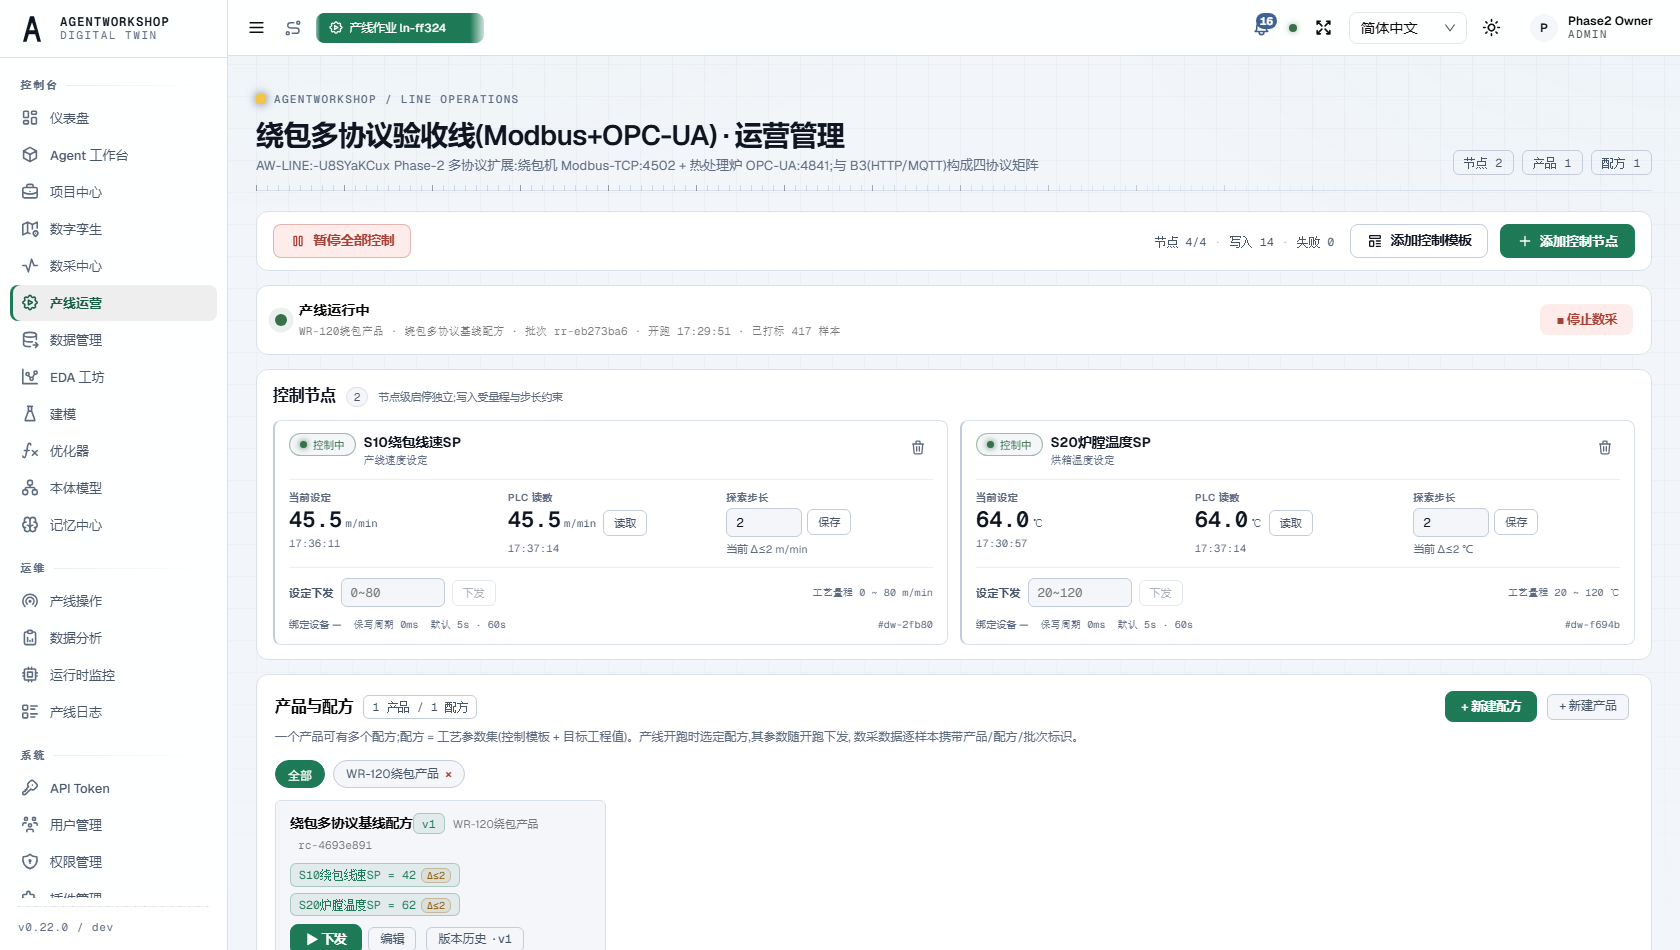 AGENTWORKSHOP
DIGITAL TWIN
控制台
仪表盘
Agent 工作台
项目中心
数字孪生
数采中心
产线运营
数据管理
EDA 工坊
建模
优化器
本体模型
记忆中心
运维
产线操作
数据分析
运行时监控
产线日志
系统
API Token
用户管理
权限管理
插件管理
v0.22.0 / dev
产线作业 ln-ff324
16
简体中文
P
Phase2 Owner
ADMIN
AGENTWORKSHOP / LINE OPERATIONS
绕包多协议验收线(Modbus+OPC-UA) · 运营管理
AW-LINE:-U8SYaKCux Phase-2 多协议扩展:绕包机 Modbus-TCP:4502 + 热处理炉 OPC-UA:4841;与 B3(HTTP/MQTT)构成四协议矩阵
节点 2
产品 1
配方 1
暂停全部控制
节点 4/4 · 写入 14 · 失败 0
添加控制模板
+ 添加控制节点
产线运行中
WR-120绕包产品 · 绕包多协议基线配方 · 批次 rr-eb273ba6 · 开跑 17:29:51 · 已打标 417 样本
■ 停止数采
控制节点 2 节点级启停独立;写入受量程与步长约束
控制中 S10绕包线速SP
产线速度设定
当前设定
45.5 m/min
17:36:11
PLC 读数
45.5 m/min 读取
17:37:14
探索步长
2 保存
当前 Δ≤2 m/min
设定下发 0~80 下发
工艺量程 0 ~ 80 m/min
绑定设备 — 保写周期 0ms 默认 5s · 60s
#dw-2fb80
控制中 S20炉膛温度SP
烘箱温度设定
当前设定
64.0 ℃
17:30:57
PLC 读数
64.0 ℃ 读取
17:37:14
探索步长
2 保存
当前 Δ≤2 ℃
设定下发 20~120 下发
工艺量程 20 ~ 120 ℃
绑定设备 — 保写周期 0ms 默认 5s · 60s
#dw-f694b
产品与配方 1 产品 / 1 配方
+ 新建配方
+ 新建产品
一个产品可有多个配方;配方 = 工艺参数集(控制模板 + 目标工程值)。产线开跑时选定配方,其参数随开跑下发, 数采数据逐样本携带产品/配方/批次标识。
全部
WR-120绕包产品 ×
绕包多协议基线配方 v1 WR-120绕包产品
rc-4693e891
S10绕包线速SP = 42 Δ≤2
S20炉膛温度SP = 62 Δ≤2
▶ 下发
编辑
版本历史 · v1